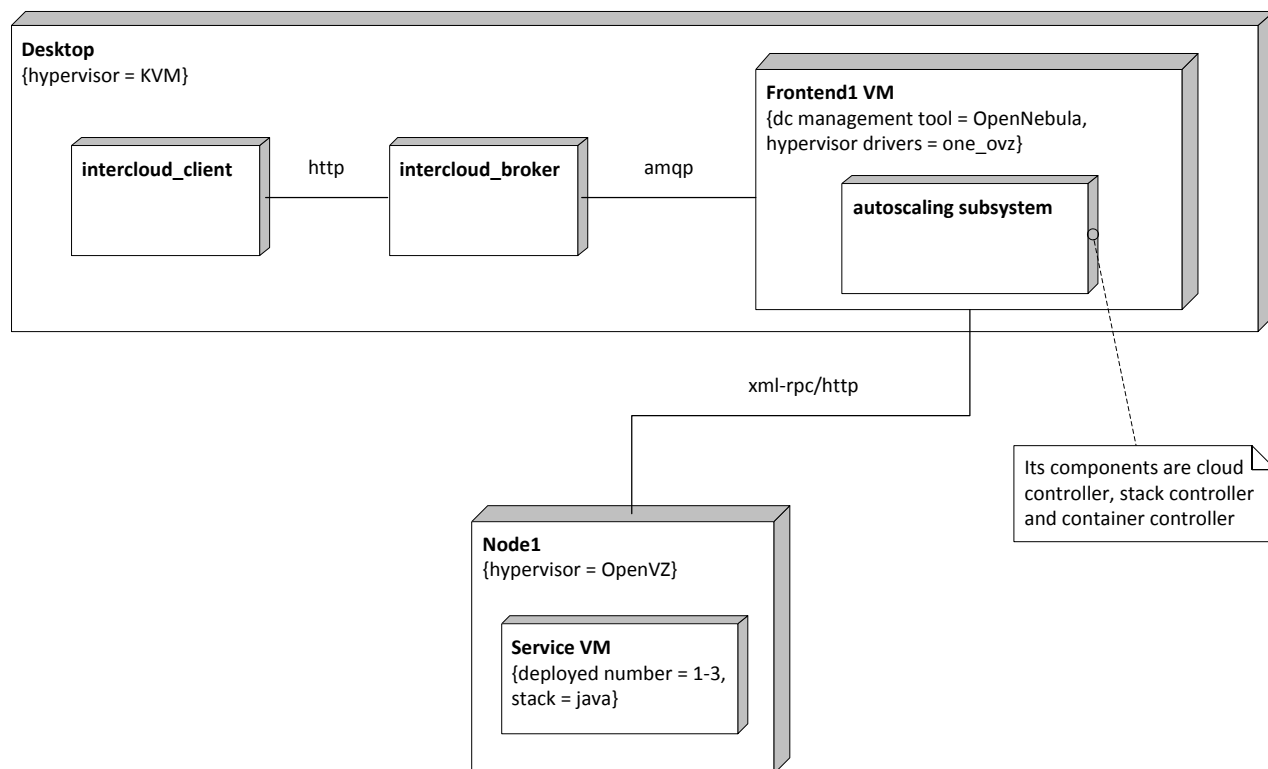 Desktop
{hypervisor = KVM}
Frontend1 VM
{dc management tool = OpenNebula,
hypervisor drivers = one_ovz}
intercloud_client
http
intercloud_broker
amqp
autoscaling subsystem
xml-rpc/http
Its components are cloud
controller, stack controller
and container controller
Node1
{hypervisor = OpenVZ}
Service VM
{deployed number = 1-3,
stack = java}